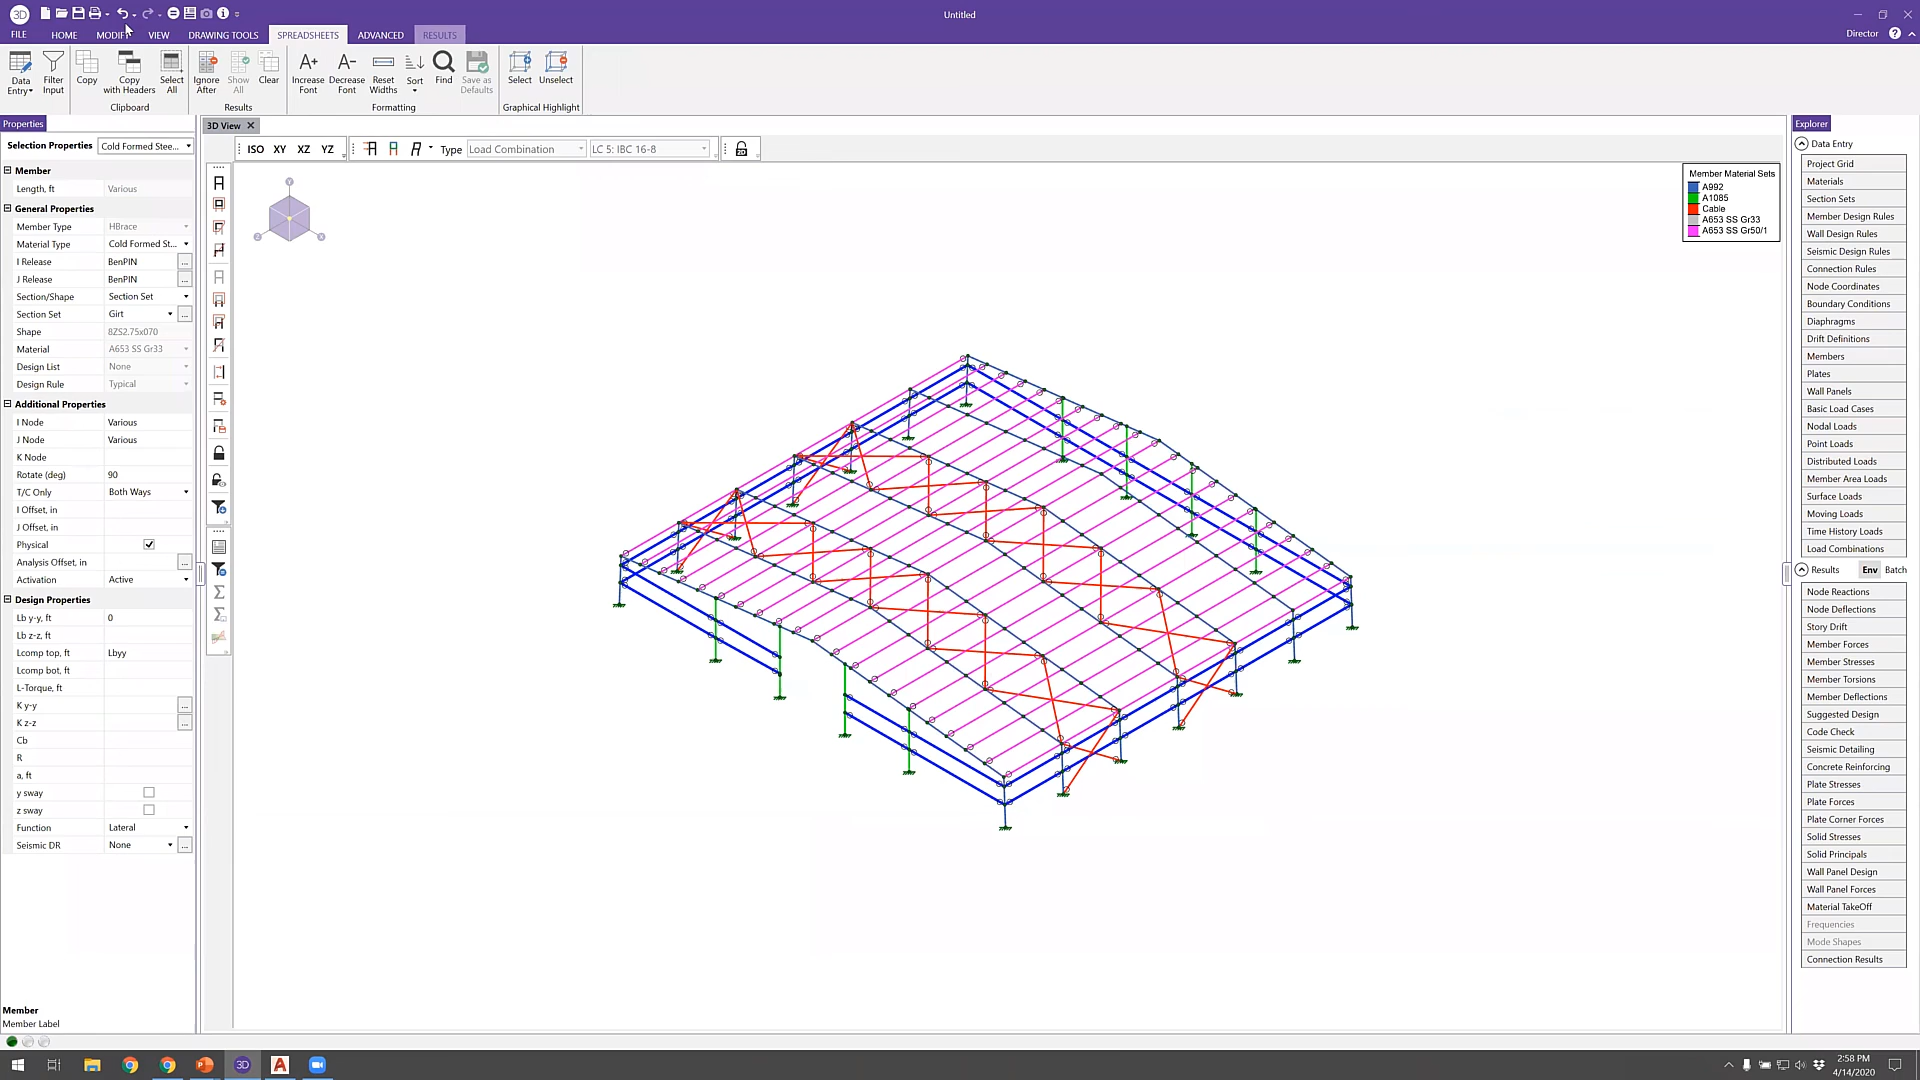 3D
Untitled
FILE HOME MODIFY VIEW DRAWING TOOLS SPREADSHEETS ADVANCED RESULTS
Director
Data Entry
Filter Input
Copy
Copy with Headers
Select All
Clipboard
Ignore After
Show All
Clear
Results
A+ Increase Font
A- Decrease Font
Reset Widths
Sort
Find
Save as Defaults
Formatting
Select
Unselect
Graphical Highlight
Properties
Selection Properties Cold Formed Stee...
Member
Length, ft Various
General Properties
Member Type HBrace
Material Type Cold Formed St...
I Release BenPIN ...
J Release BenPIN ...
Section/Shape Section Set
Section Set Girt ...
Shape 8ZS2.75x070
Material A653 SS Gr33
Design List None
Design Rule Typical
Additional Properties
I Node Various
J Node Various
K Node
Rotate (deg) 90
T/C Only Both Ways
I Offset, in
J Offset, in
Physical
Analysis Offset, in ...
Activation Active
Design Properties
Lb y-y, ft 0
Lb z-z, ft
Lcomp top, ft Lbyy
Lcomp bot, ft
L-Torque, ft
K y-y ...
K z-z ...
Cb
R
a, ft
y sway
z sway
Function Lateral
Seismic DR None ...
Member
Member Label
3D View
ISO XY XZ YZ Type Load Combination LC 5: IBC 16-8
Y
Z X
Member Material Sets
A992
A1085
Cable
A653 SS Gr33
A653 SS Gr50/1
Explorer
Data Entry
Project Grid
Materials
Section Sets
Member Design Rules
Wall Design Rules
Seismic Design Rules
Connection Rules
Node Coordinates
Boundary Conditions
Diaphragms
Drift Definitions
Members
Plates
Wall Panels
Basic Load Cases
Nodal Loads
Point Loads
Distributed Loads
Member Area Loads
Surface Loads
Moving Loads
Time History Loads
Load Combinations
Results Env Batch
Node Reactions
Node Deflections
Story Drift
Member Forces
Member Stresses
Member Torsions
Member Deflections
Suggested Design
Code Check
Seismic Detailing
Concrete Reinforcing
Plate Stresses
Plate Forces
Plate Corner Forces
Solid Stresses
Solid Principals
Wall Panel Design
Wall Panel Forces
Material TakeOff
Frequencies
Mode Shapes
Connection Results
3D
2:58 PM
4/14/2020